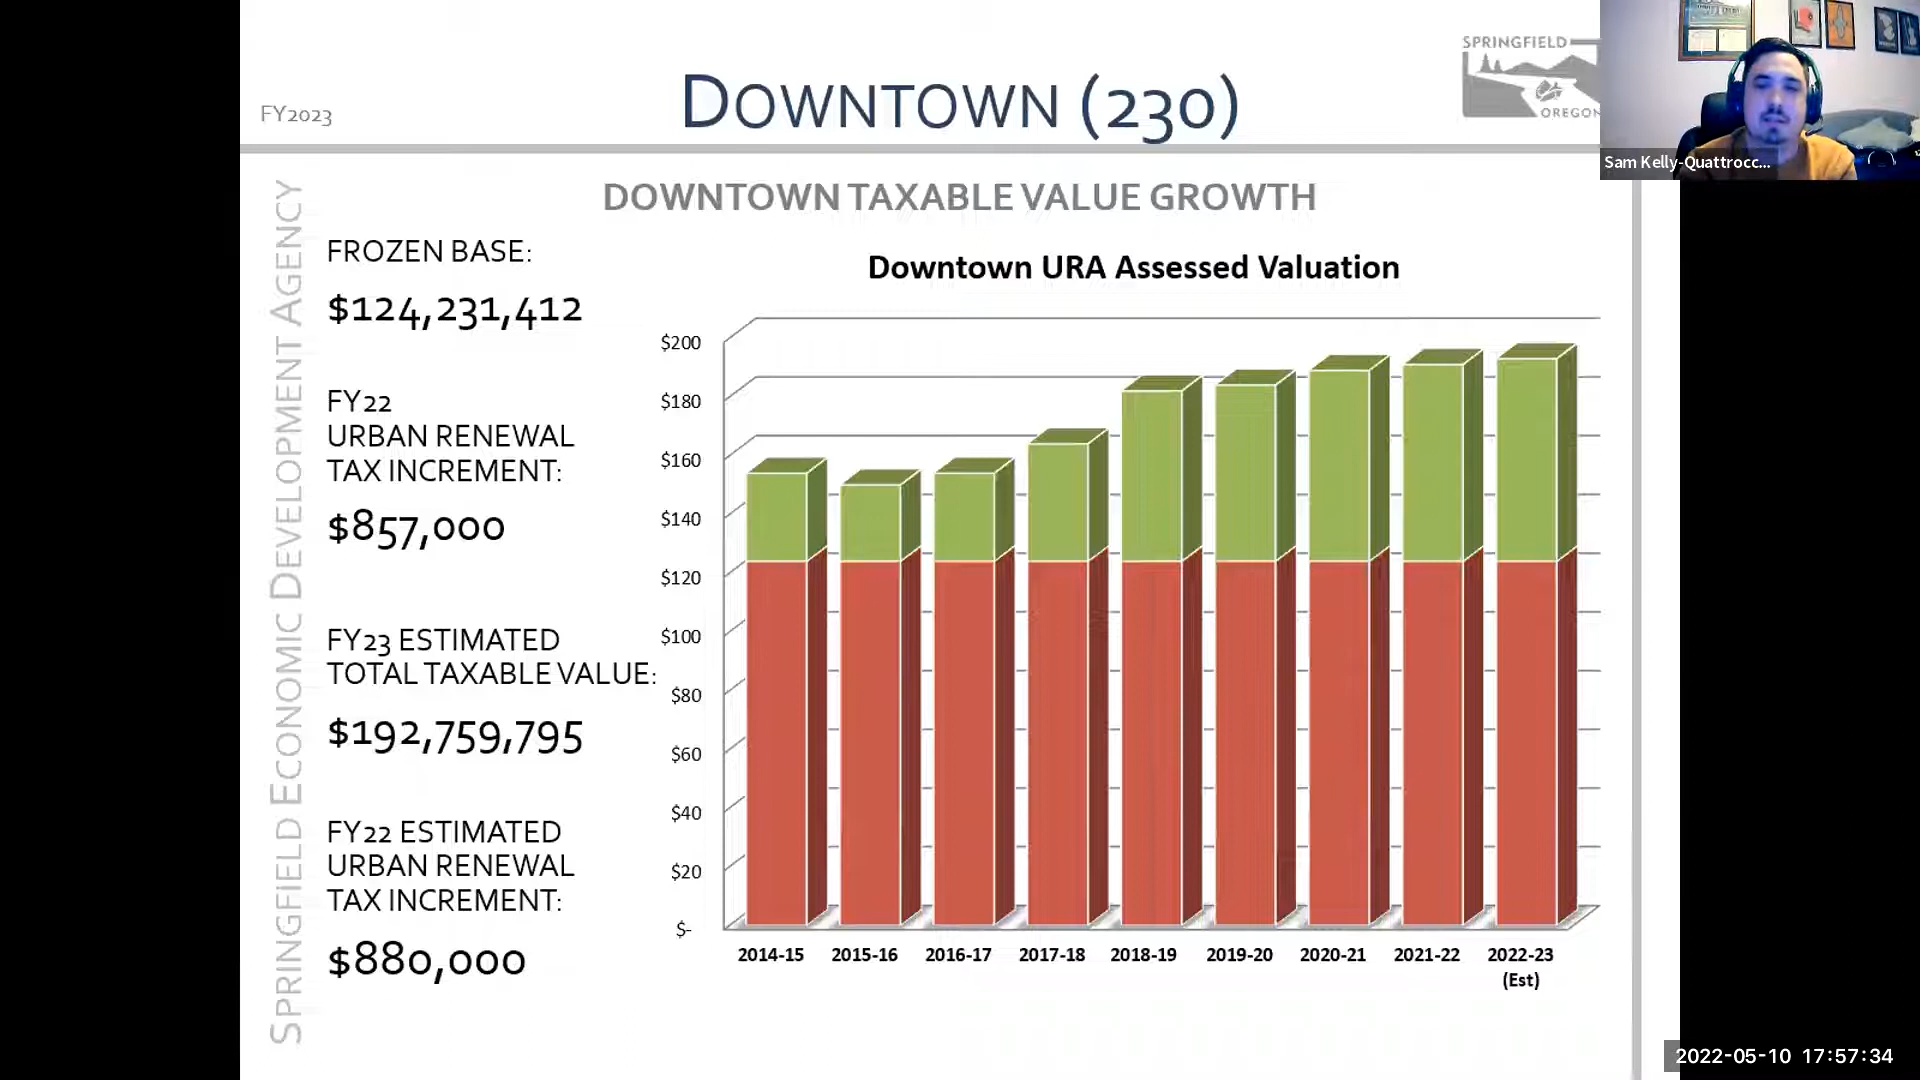 SPRINGFIELD
OREGON
FY2023
DOWNTOWN (230)
Sam Kelly-Quattrocc...
SPRINGFIELD ECONOMIC DEVELOPMENT AGENCY
DOWNTOWN TAXABLE VALUE GROWTH
FROZEN BASE:
$124,231,412
FY22
URBAN RENEWAL
TAX INCREMENT:
$857,000
FY23 ESTIMATED
TOTAL TAXABLE VALUE:
$192,759,795
FY22 ESTIMATED
URBAN RENEWAL
TAX INCREMENT:
$880,000
Downtown URA Assessed Valuation
$200
$180
$160
$140
$120
$100
$80
$60
$40
$20
$-
2014-15 2015-16 2016-17 2017-18 2018-19 2019-20 2020-21 2021-22 2022-23
(Est)
2022-05-10 17:57:34